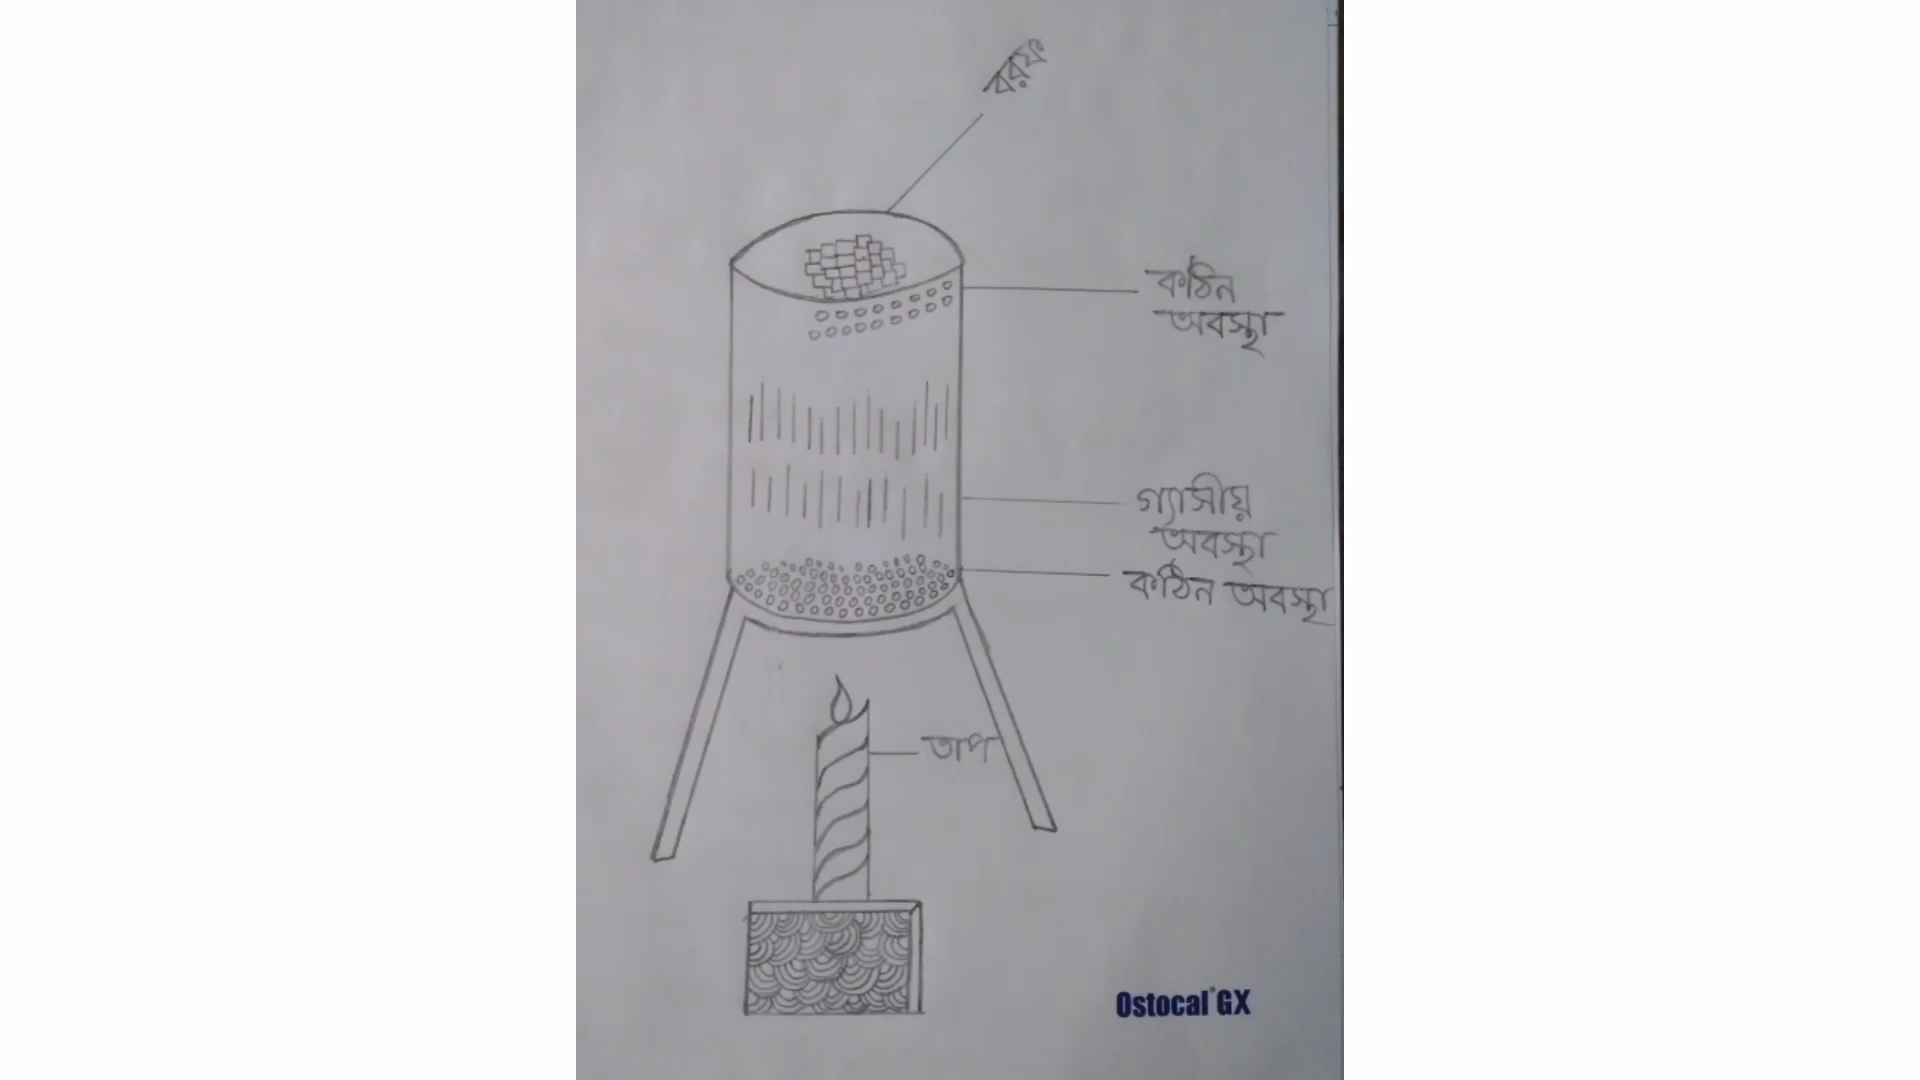 বরফ
কঠিন
অবস্থা
গ্যাসীয়
অবস্থা
কঠিন অবস্থা
তাপ
Ostocal® GX